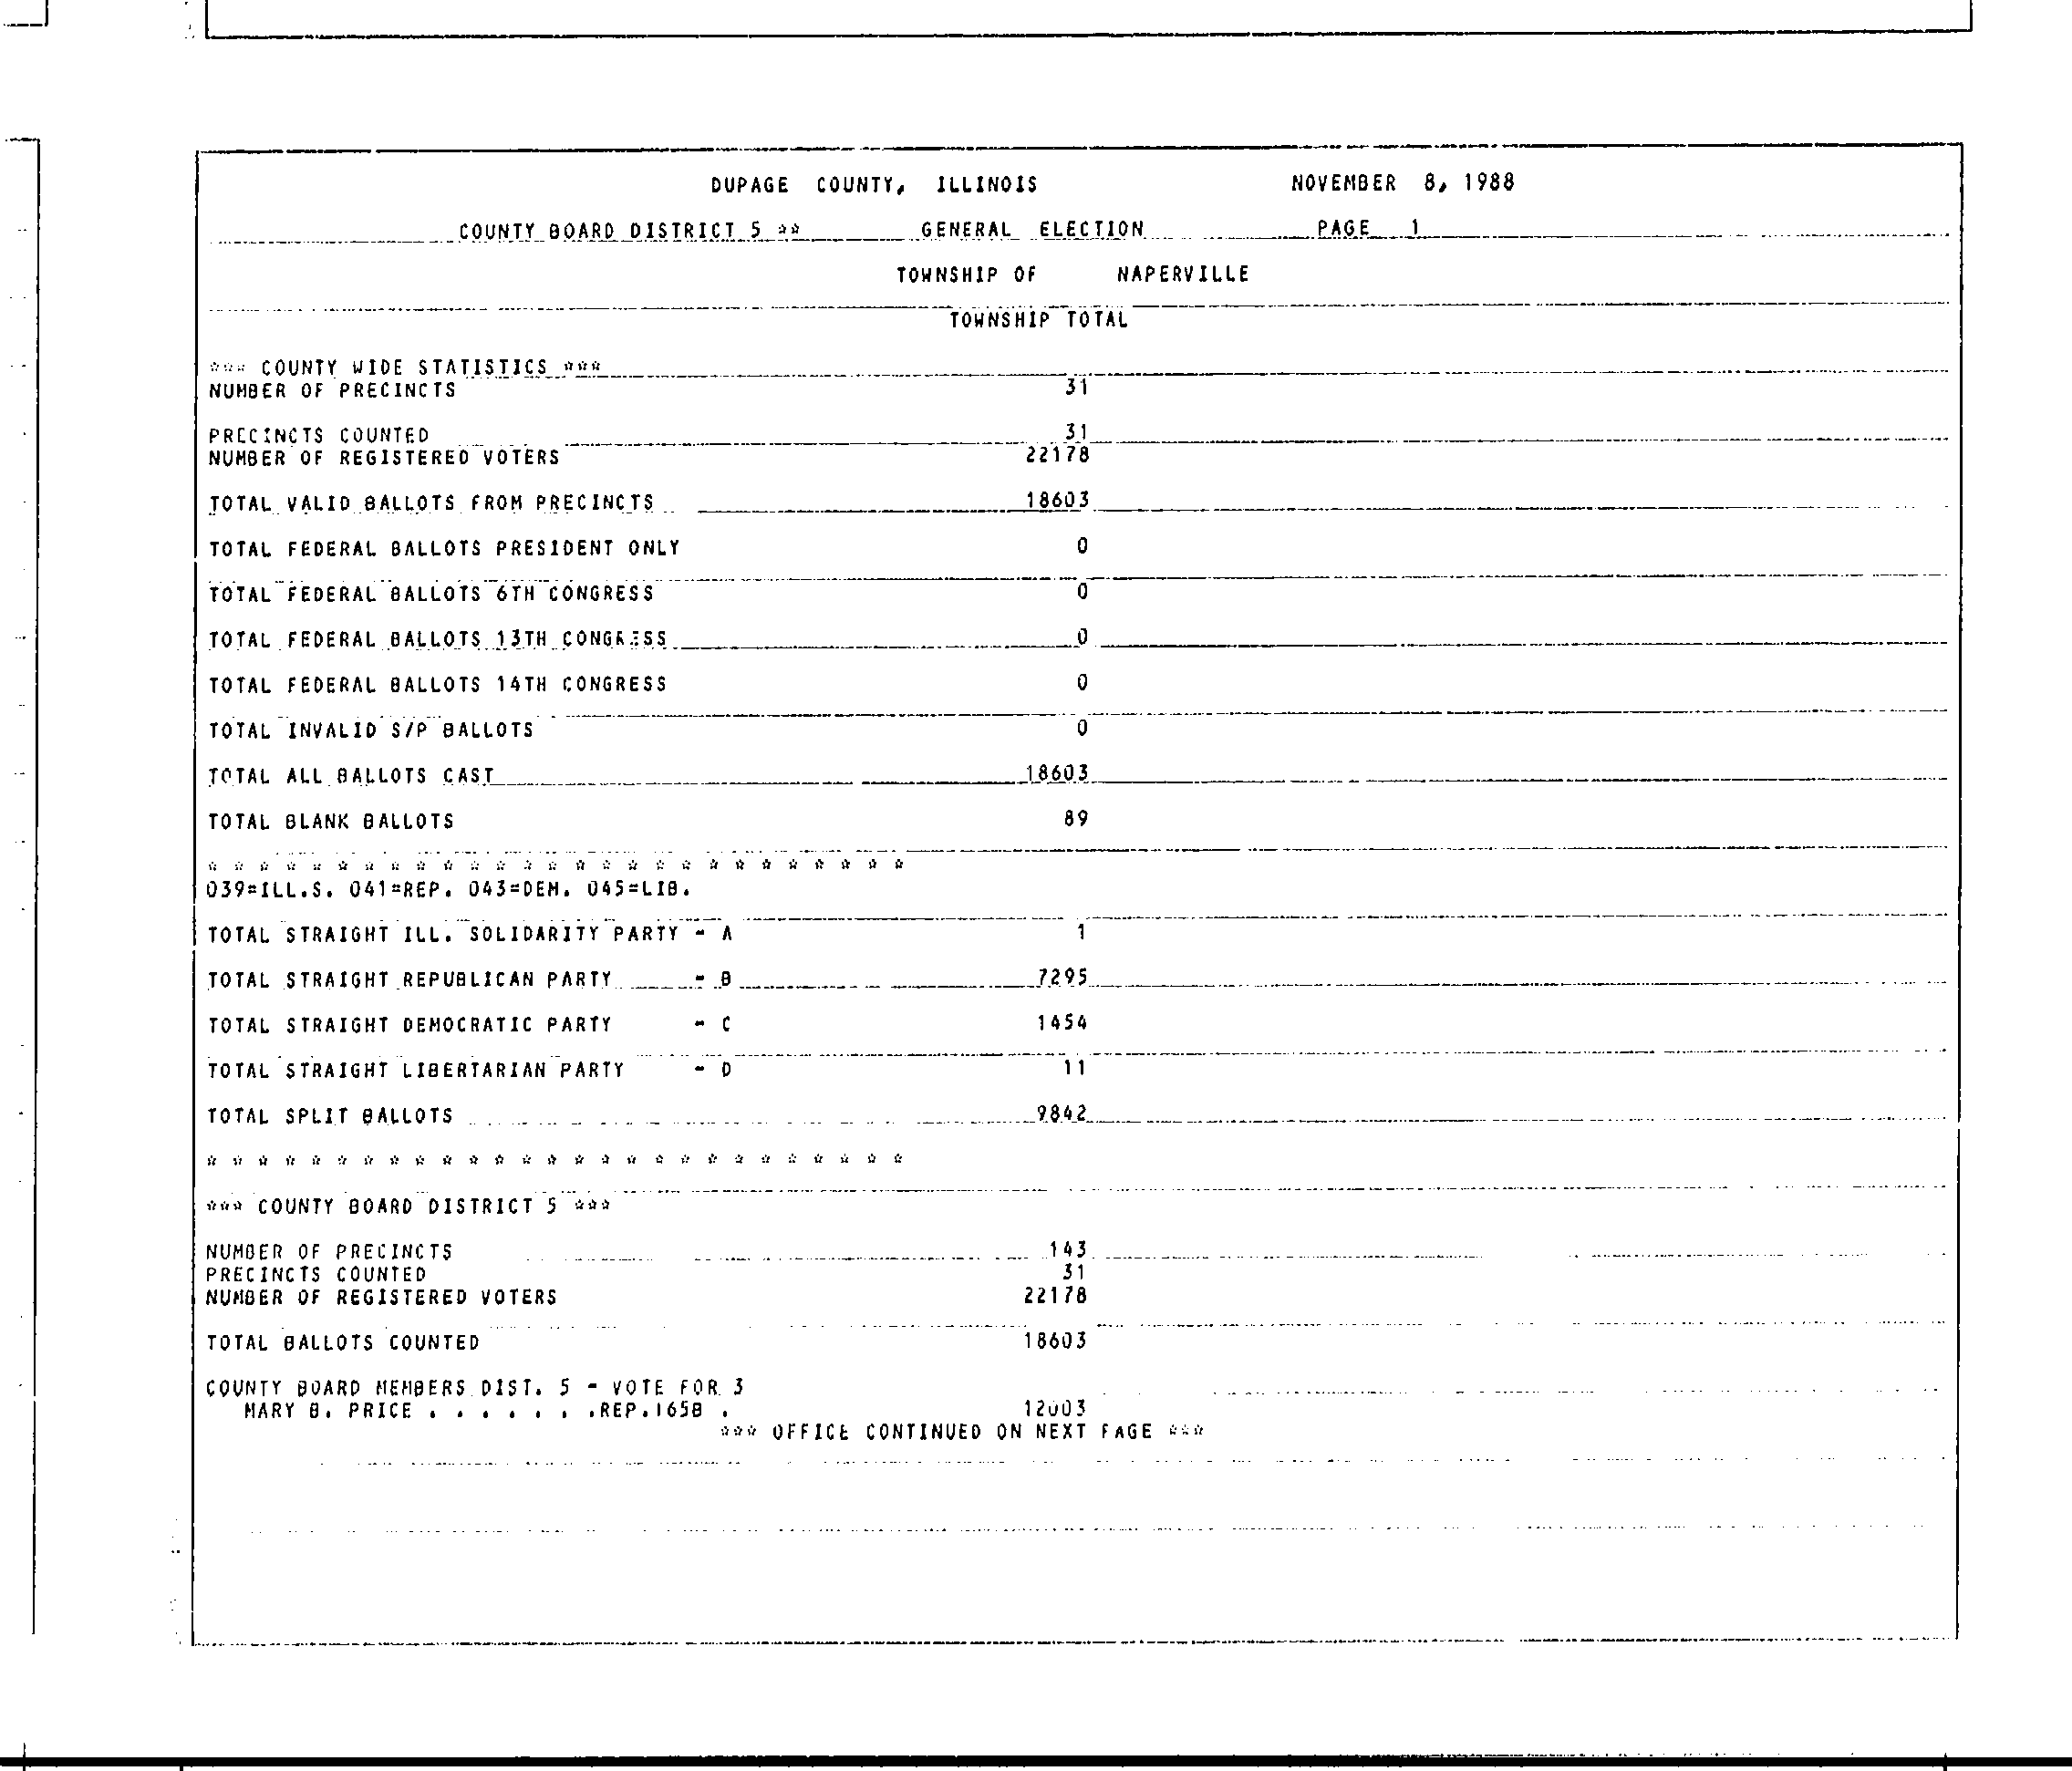 DUPAGE COUNTY, ILLINOIS NOVEMBER 8, 1988
COUNTY BOARD DISTRICT 5 ** GENERAL ELECTION PAGE 1
TOWNSHIP OF NAPERVILLE
TOWNSHIP TOTAL
*** COUNTY WIDE STATISTICS ***
NUMBER OF PRECINCTS 31
PRECINCTS COUNTED 31
NUMBER OF REGISTERED VOTERS 22178
TOTAL VALID BALLOTS FROM PRECINCTS 18603
TOTAL FEDERAL BALLOTS PRESIDENT ONLY 0
TOTAL FEDERAL BALLOTS 6TH CONGRESS 0
TOTAL FEDERAL BALLOTS 13TH CONGRESS 0
TOTAL FEDERAL BALLOTS 14TH CONGRESS 0
TOTAL INVALID S/P BALLOTS 0
TOTAL ALL BALLOTS CAST 18603
TOTAL BLANK BALLOTS 89
* * * * * * * * * * * * * * * * * * * * * * * * * * *
039=ILL.S. 041=REP. 043=DEM. 045=LIB.
TOTAL STRAIGHT ILL. SOLIDARITY PARTY - A 1
TOTAL STRAIGHT REPUBLICAN PARTY - B 7295
TOTAL STRAIGHT DEMOCRATIC PARTY - C 1454
TOTAL STRAIGHT LIBERTARIAN PARTY - D 11
TOTAL SPLIT BALLOTS 9842
* * * * * * * * * * * * * * * * * * * * * * * * * * *
*** COUNTY BOARD DISTRICT 5 ***
NUMBER OF PRECINCTS 143
PRECINCTS COUNTED 31
NUMBER OF REGISTERED VOTERS 22178
TOTAL BALLOTS COUNTED 18603
COUNTY BOARD MEMBERS DIST. 5 - VOTE FOR 3
MARY B. PRICE . . . . . . .REP.165B . 12003
*** OFFICE CONTINUED ON NEXT PAGE ***